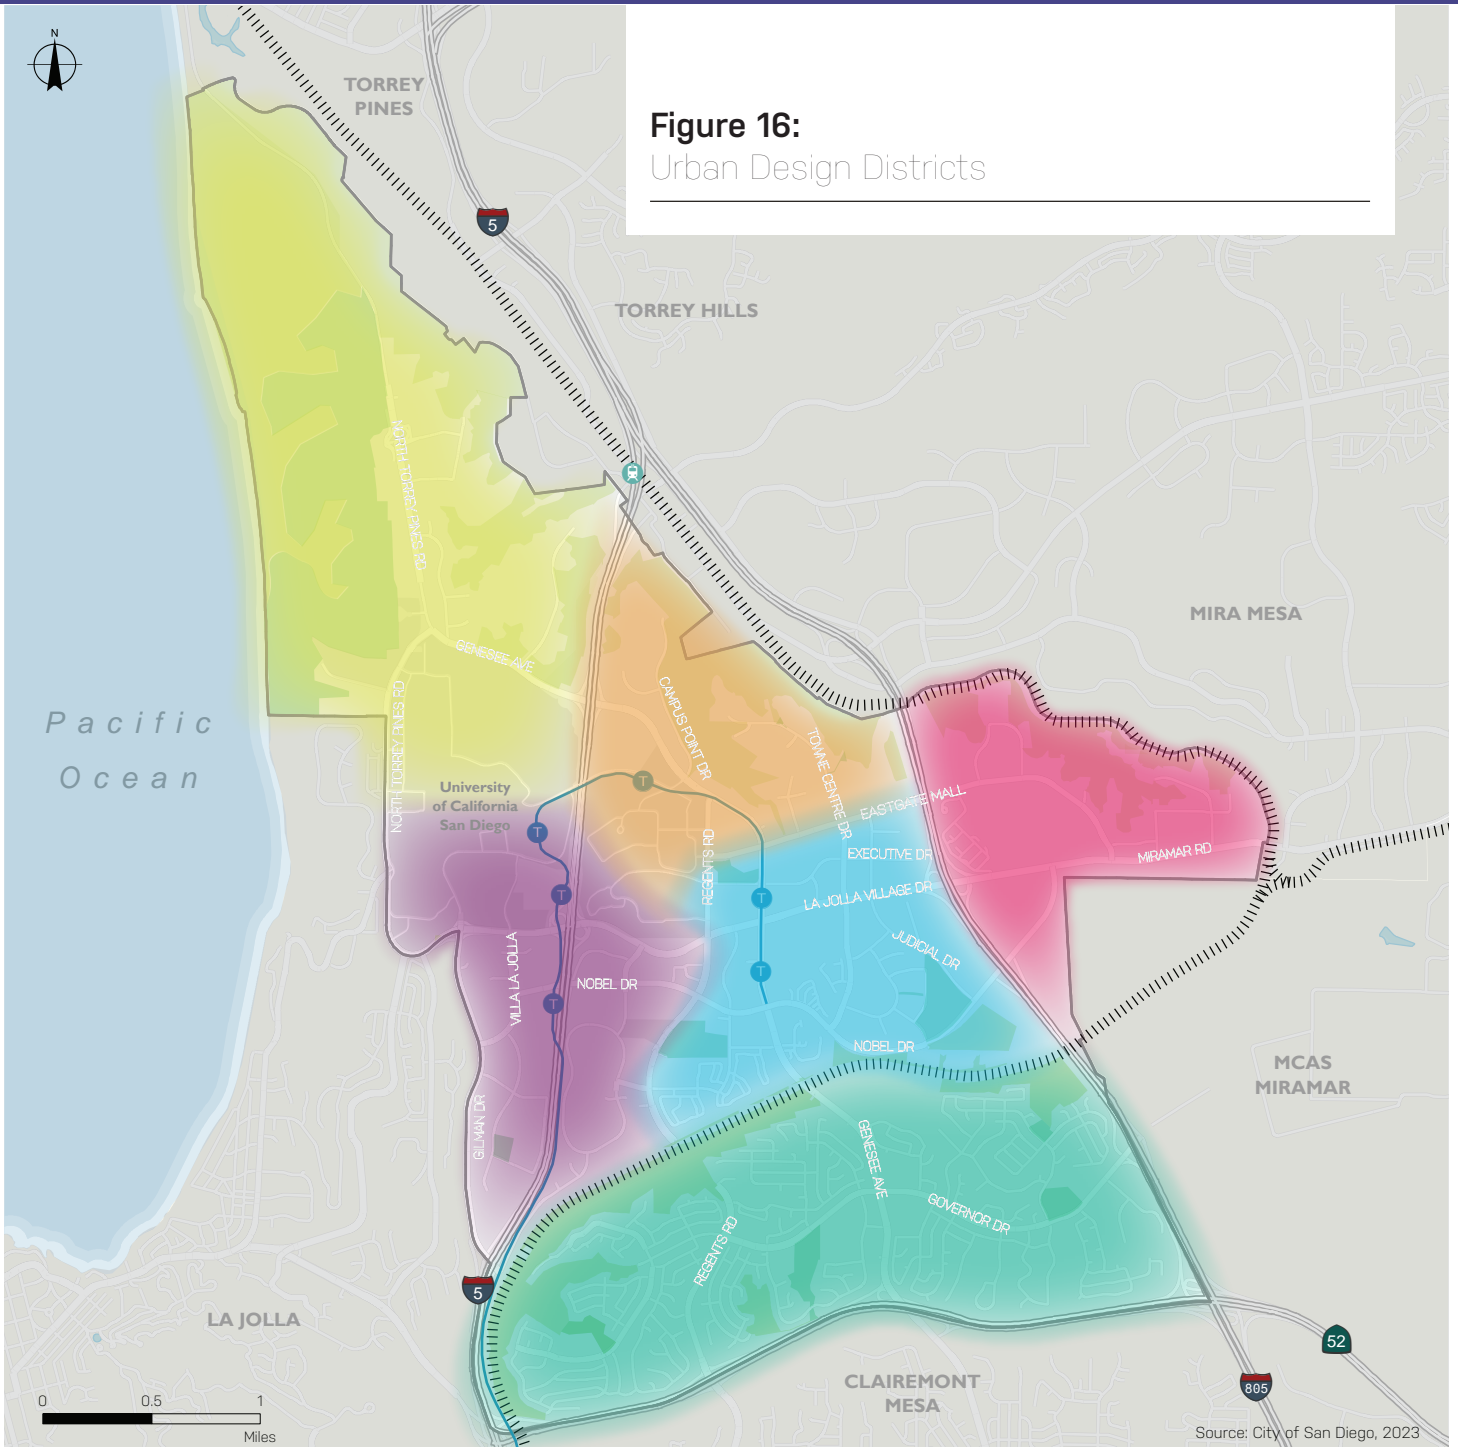 N
TORREY
PINES
Figure 16:
Urban Design Districts
5
TORREY HILLS
NORTH TORREY PINES RD
MIRA MESA
GENESEE AVE
CAMPUS POINT DR
NORTH TORREY PINES RD
Pacific
Ocean
TOWNE CENTRE DR
University
of California
San Diego
T
T
EASTGATE MALL
REGENTS RD
EXECUTIVE DR
MIRAMAR RD
T
T
LA JOLLA VILLAGE DR
VILLA LA JOLLA
JUDICIAL DR
NOBEL DR
T
T
NOBEL DR
MCAS
MIRAMAR
GILMAN DR
GENESEE AVE
GOVERNOR DR
REGENTS RD
5
LA JOLLA
52
CLAIREMONT
MESA
805
0 0.5 1
Miles
Source: City of San Diego, 2023